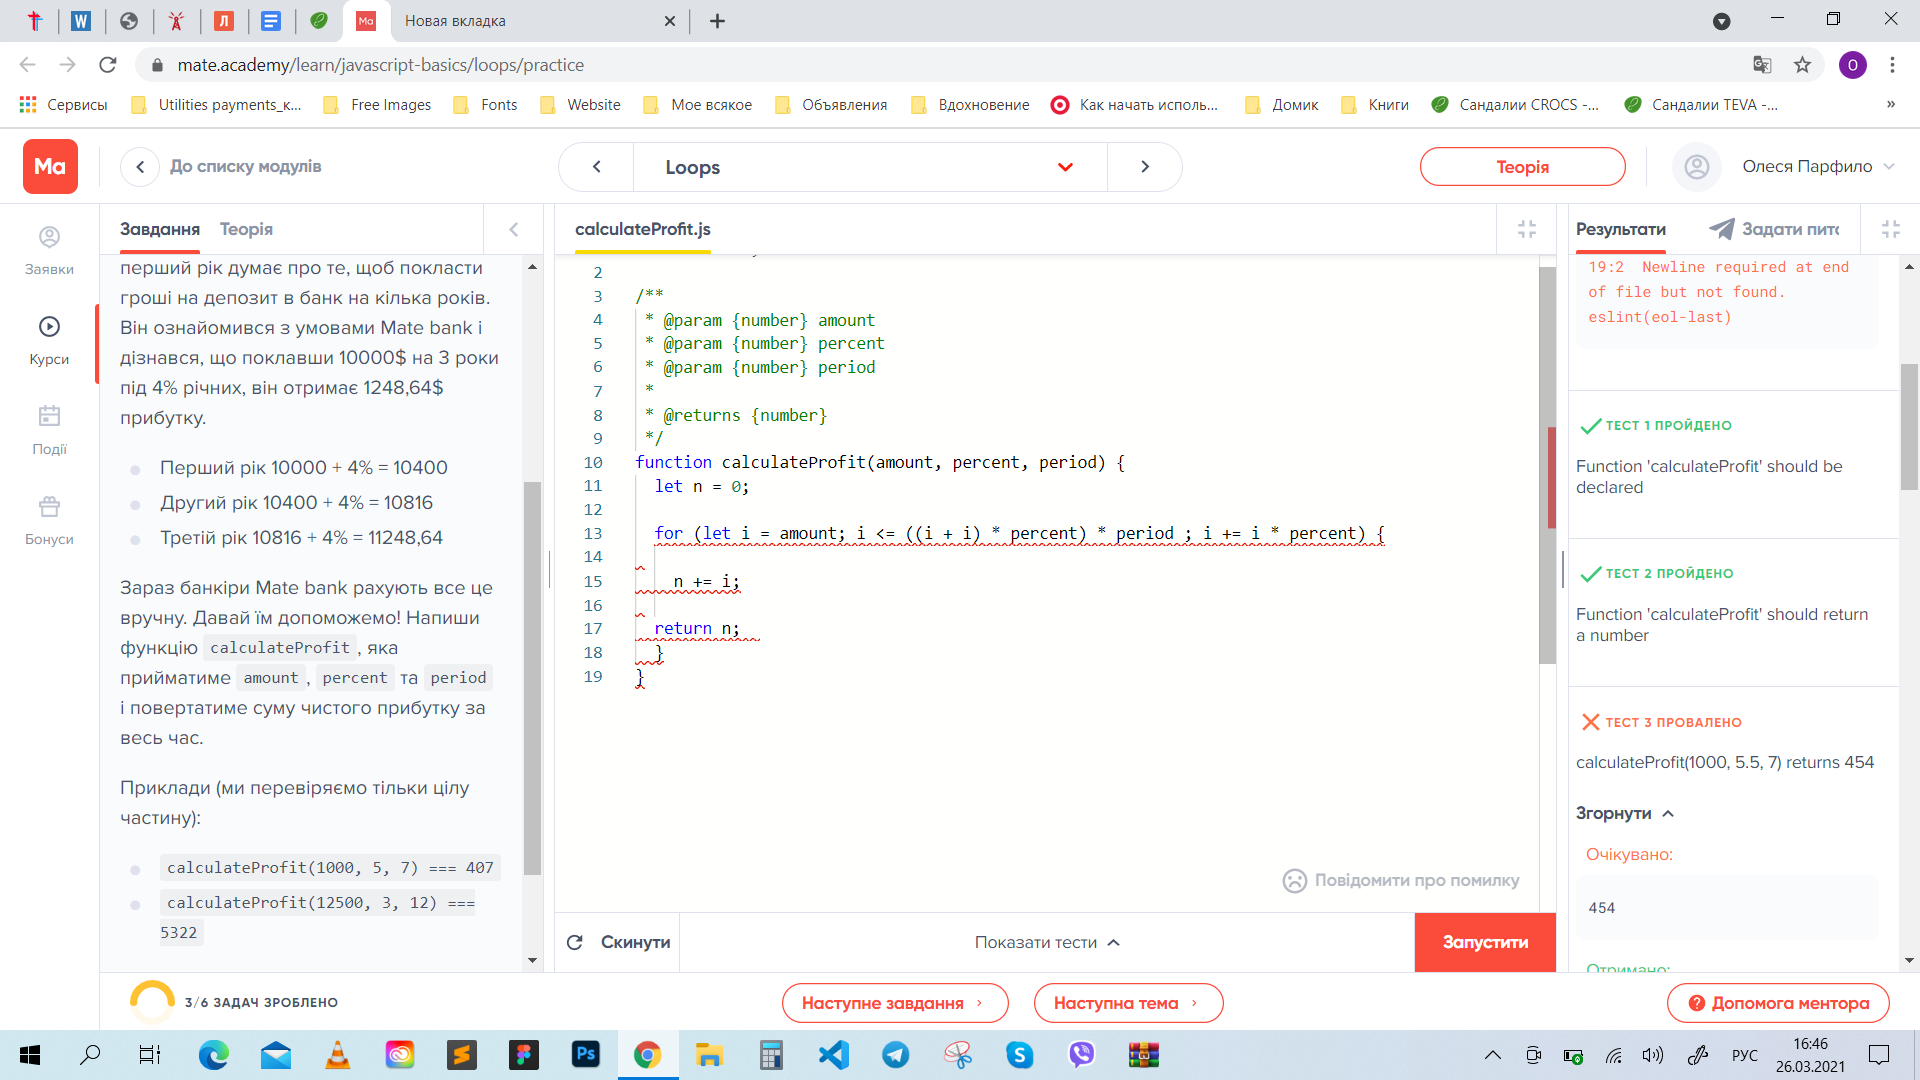 W
Л
Ma
Новая вкладка
mate.academy/learn/javascript-basics/loops/practice
O
Сервисы
Utilities payments_к...
Free Images
Fonts
Website
Мое всякое
Объявления
Вдохновение
Как начать исполь...
Домик
Книги
Сандалии CROCS -...
Сандалии TEVA -...
»
Ma
До списку модулів
Loops
Теорія
Олеся Парфило
Заявки
Курси
Події
Бонуси
Завдання
Теорія
перший рік думає про те, щоб покласти
гроші на депозит в банк на кілька років.
Він ознайомився з умовами Mate bank і
дізнався, що поклавши 10000$ на 3 роки
під 4% річних, він отримає 1248,64$
прибутку.
Перший рік 10000 + 4% = 10400
Другий рік 10400 + 4% = 10816
Третій рік 10816 + 4% = 11248,64
Зараз банкіри Mate bank рахують все це
вручну. Давай їм допоможемо! Напиши
функцію calculateProfit, яка
прийматиме amount, percent та period
і повертатиме суму чистого прибутку за
весь час.
Приклади (ми перевіряємо тільки цілу
частину):
calculateProfit(1000, 5, 7) === 407
calculateProfit(12500, 3, 12) ===
5322
calculateProfit.js
2
3 /**
4 * @param {number} amount
5 * @param {number} percent
6 * @param {number} period
7 *
8 * @returns {number}
9 */
10 function calculateProfit(amount, percent, period) {
11 let n = 0;
12
13 for (let i = amount; i <= ((i + i) * percent) * period ; i += i * percent) {
14
15 n += i;
16
17 return n;
18 }
19 }
Повідомити про помилку
Скинути
Показати тести
Запустити
Результати
Задати пит
19:2 Newline required at end
of file but not found.
eslint(eol-last)
ТЕСТ 1 ПРОЙДЕНО
Function 'calculateProfit' should be
declared
ТЕСТ 2 ПРОЙДЕНО
Function 'calculateProfit' should return
a number
ТЕСТ 3 ПРОВАЛЕНО
calculateProfit(1000, 5.5, 7) returns 454
Згорнути
Очікувано:
454
Отримано:
3/6 ЗАДАЧ ЗРОБЛЕНО
Наступне завдання
Наступна тема
Допомога ментора
Ps
S
РУС
16:46
26.03.2021